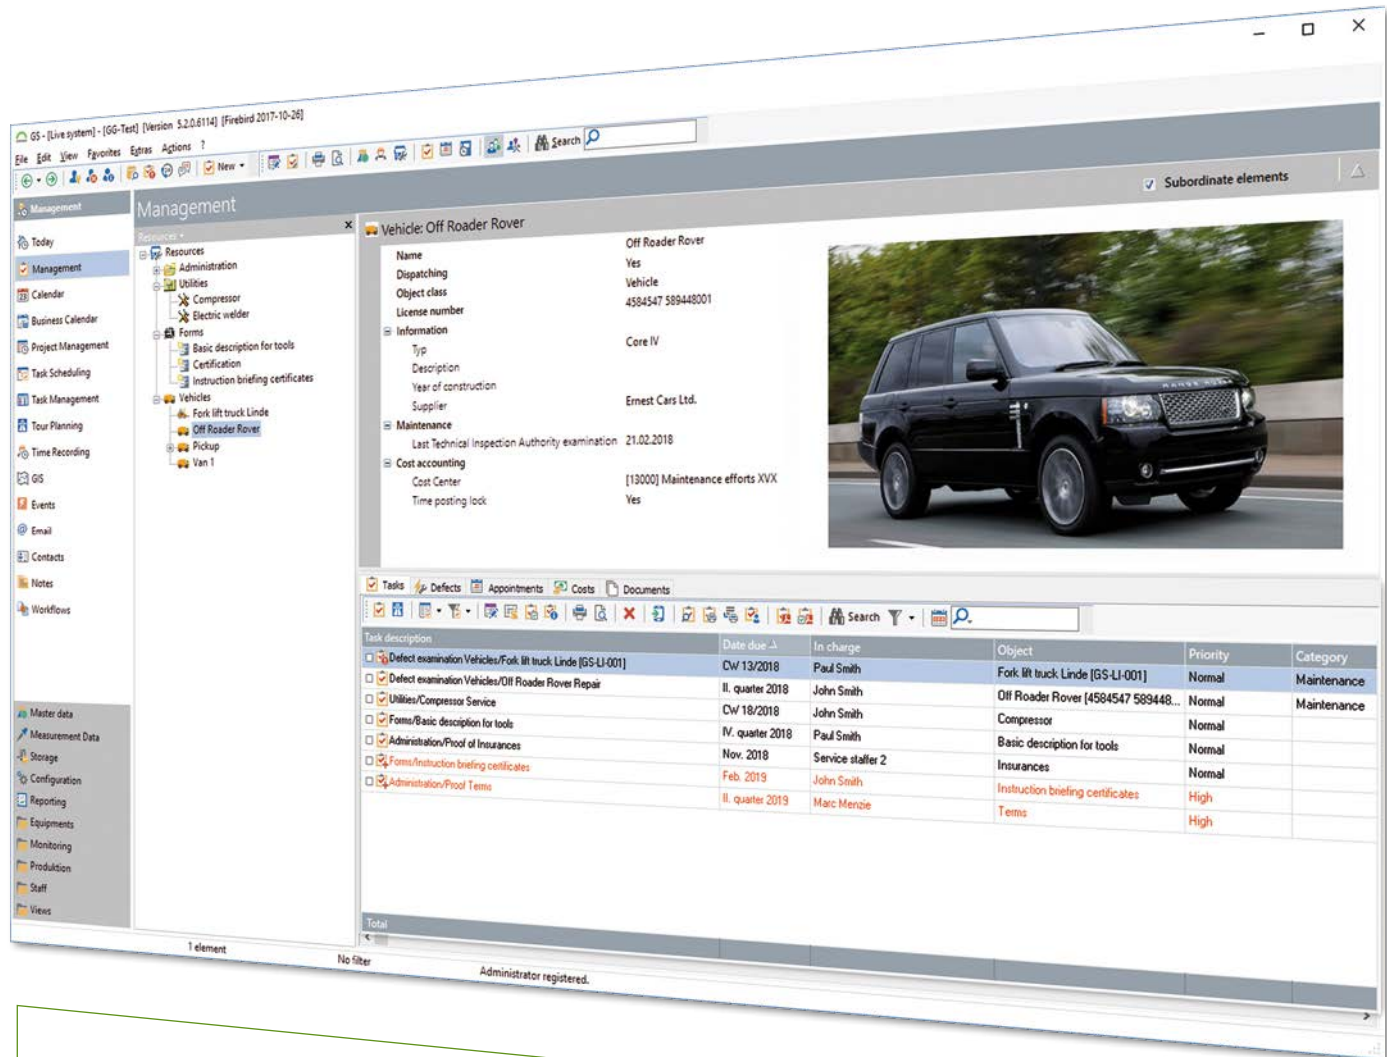 GS - [Live system] - [GG-Test] [Version 5.2.0.6114] [Firebird 2017-10-26]
File Edit View Favorites Extras Actions ?
New
Search
Management
Today
Management
Calendar
Business Calendar
Project Management
Task Scheduling
Task Management
Tour Planning
Time Recording
GIS
Events
Email
Contacts
Notes
Workflows
Master data
Measurement Data
Storage
Configuration
Reporting
Equipments
Monitoring
Produktion
Staff
Views
Management
Resources
Resources
Administration
Utilities
Compressor
Electric welder
Forms
Basic description for tools
Certification
Instruction briefing certificates
Vehicles
Fork lift truck Linde
Off Roader Rover
Pickup
Van 1
Subordinate elements
Vehicle: Off Roader Rover
Name Off Roader Rover
Dispatching Yes
Object class Vehicle
License number 4584547 589448001
Information
Typ Core IV
Description
Year of construction
Supplier Ernest Cars Ltd.
Maintenance
Last Technical Inspection Authority examination 21.02.2018
Cost accounting
Cost Center [13000] Maintenance efforts XVX
Time posting lock Yes
RANGE ROVER
Tasks Defects Appointments Costs Documents
Search
Task description Date due In charge Object Priority Category
Defect examination Vehicles/Fork lift truck Linde [GS-LI-001] CW 13/2018 Paul Smith Fork lift truck Linde [GS-LI-001] Normal Maintenance
Defect examination Vehicles/Off Roader Rover Repair II. quarter 2018 John Smith Off Roader Rover [4584547 589448... Normal Maintenance
Utilities/Compressor Service CW 18/2018 John Smith Compressor Normal
Forms/Basic description for tools IV. quarter 2018 Paul Smith Basic description for tools Normal
Administration/Proof of Insurances Nov. 2018 Service staffer 2 Insurances Normal
Forms/Instruction briefing certificates Feb. 2019 John Smith Instruction briefing certificates High
Administration/Proof Terms II. quarter 2019 Marc Menzie Terms High
Total
1 element No filter Administrator registered.